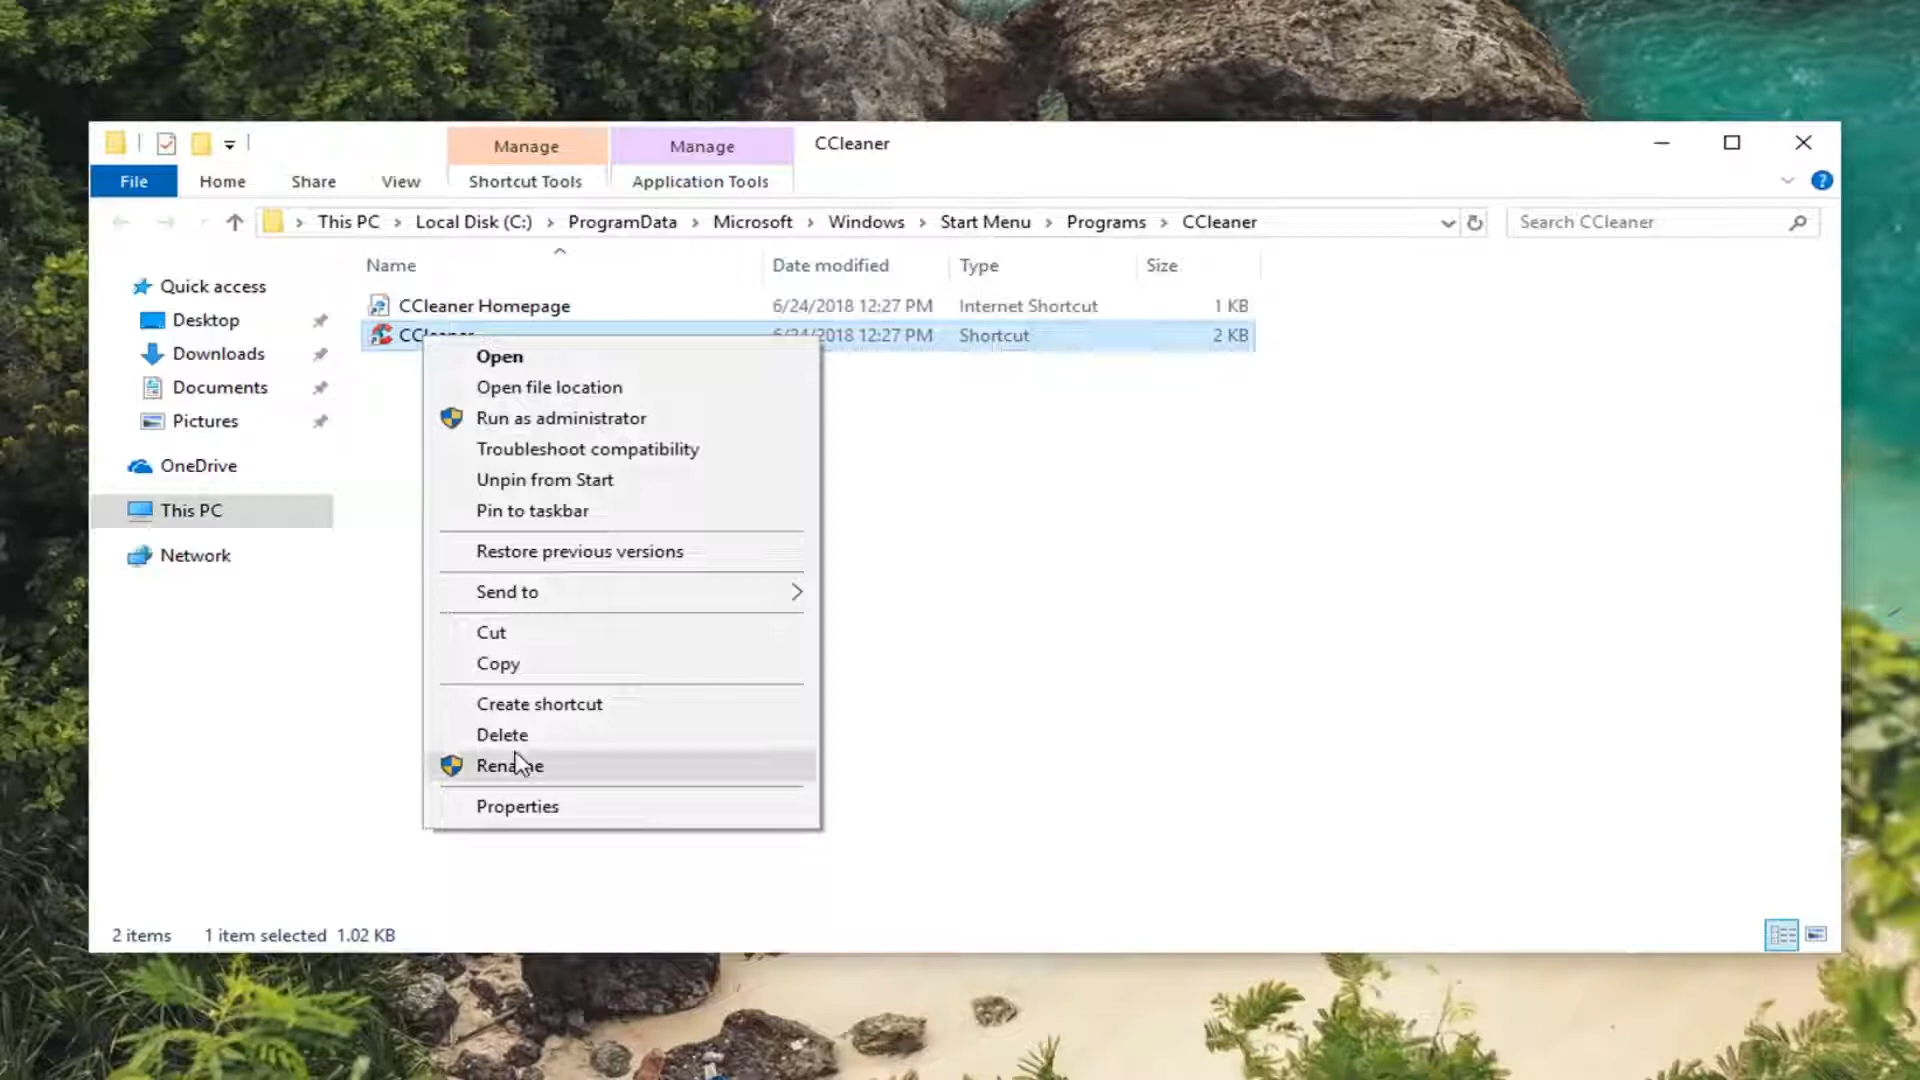 Manage
Manage
CCleaner
File
Home
Share
View
Shortcut Tools
Application Tools
This PC > Local Disk (C:) > ProgramData > Microsoft > Windows > Start Menu > Programs > CCleaner
Search CCleaner
Name
Date modified
Type
Size
Quick access
Desktop
Downloads
Documents
Pictures
OneDrive
This PC
Network
CCleaner Homepage 6/24/2018 12:27 PM Internet Shortcut 1 KB
CCleaner 6/24/2018 12:27 PM Shortcut 2 KB
Open
Open file location
Run as administrator
Troubleshoot compatibility
Unpin from Start
Pin to taskbar
Restore previous versions
Send to
Cut
Copy
Create shortcut
Delete
Rename
Properties
2 items 1 item selected 1.02 KB